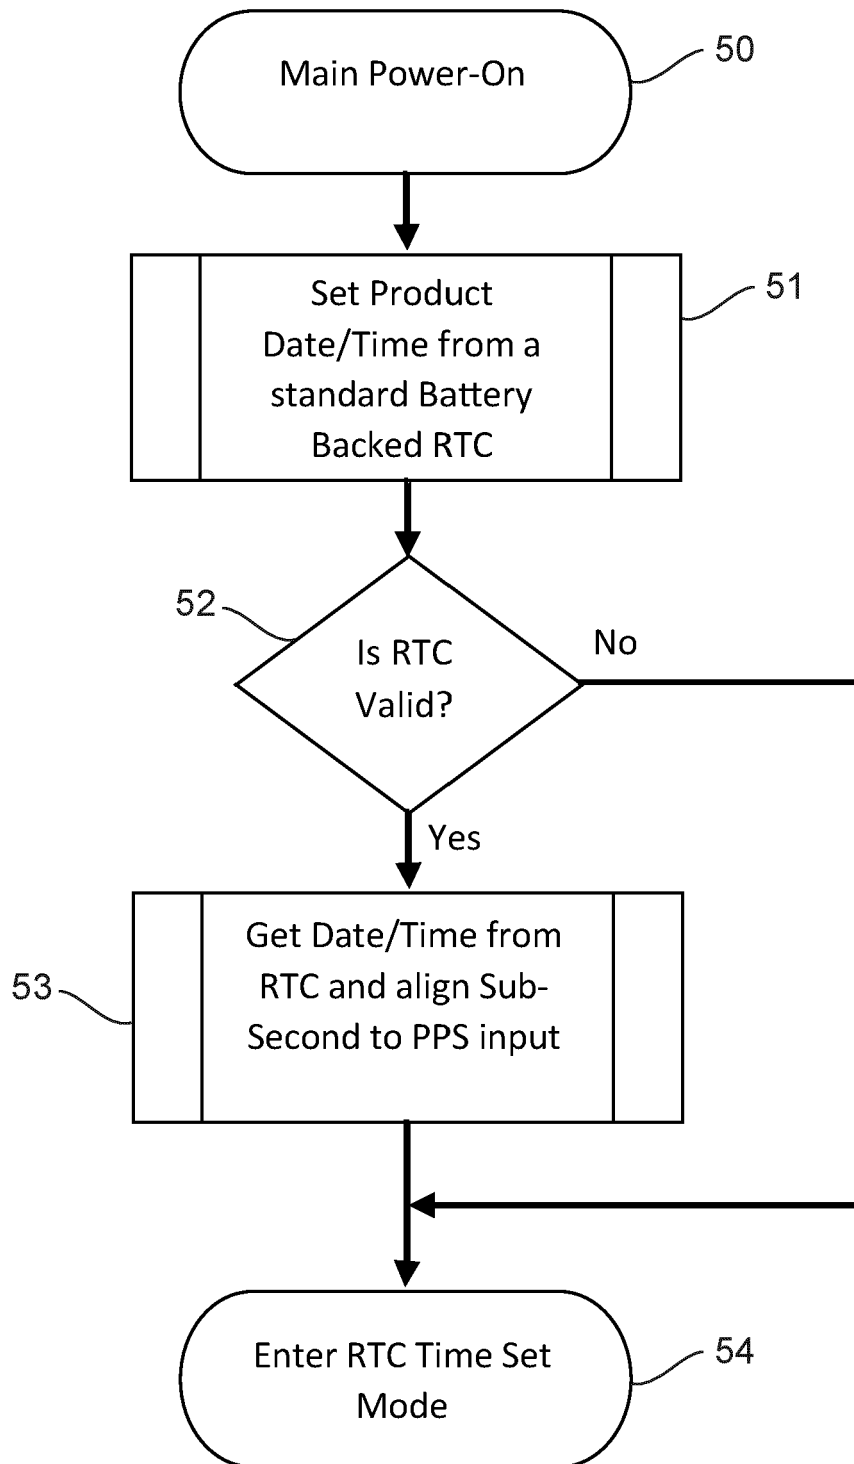 Main Power-On
50
Set Product
Date/Time from a
standard Battery
Backed RTC
51
52
Is RTC
Valid?
No
Yes
Get Date/Time from
RTC and align Sub-
Second to PPS input
53
Enter RTC Time Set
Mode
54